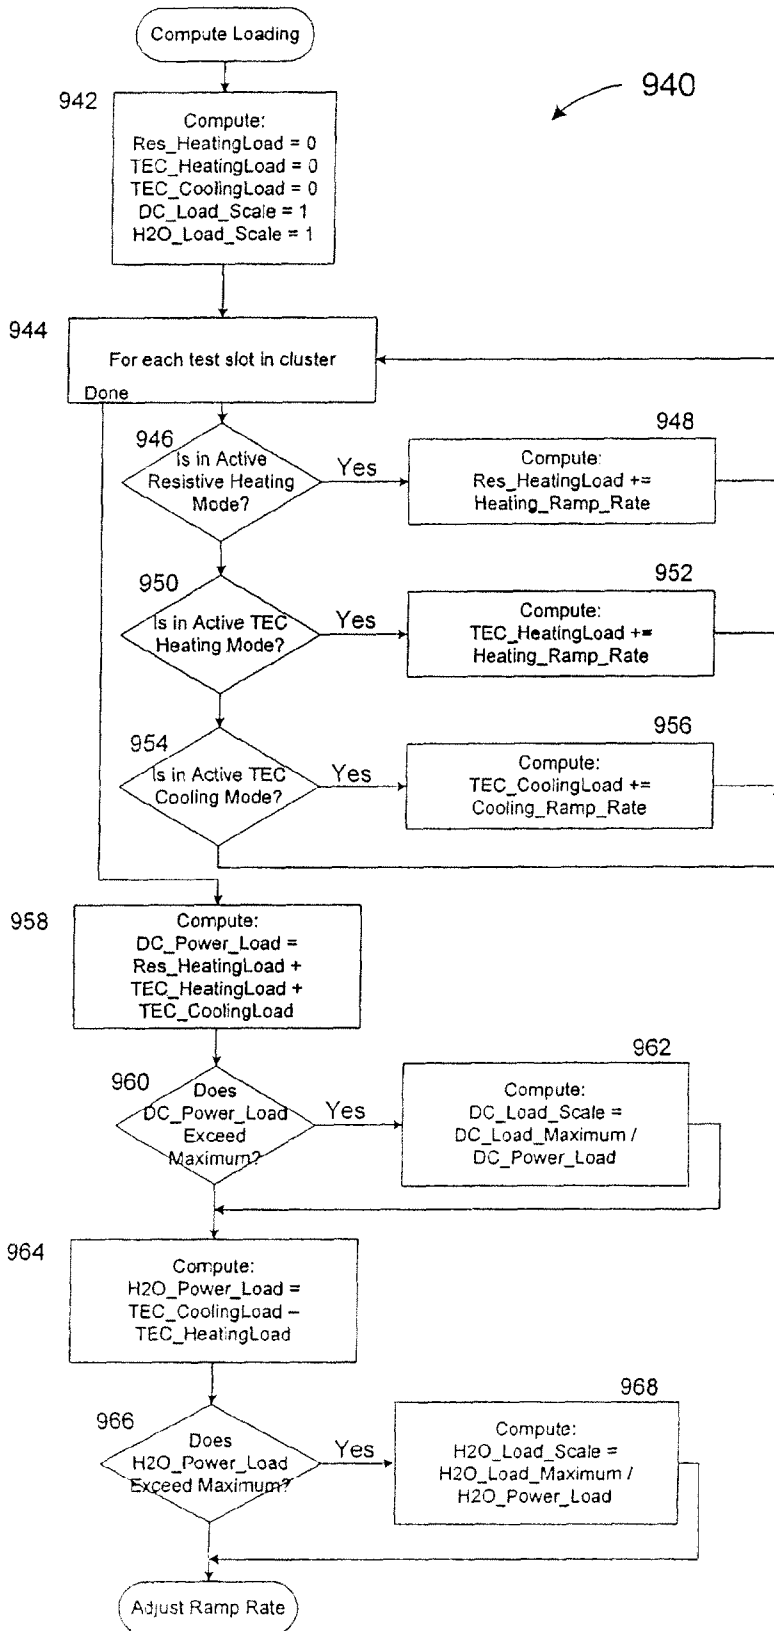 Compute Loading
940
942
Compute:
Res_HeatingLoad = 0
TEC_HeatingLoad = 0
TEC_CoolingLoad = 0
DC_Load_Scale = 1
H2O_Load_Scale = 1
944
For each test slot in cluster
Done
946
Is in Active
Resistive Heating
Mode?
Yes
948
Compute:
Res_HeatingLoad +=
Heating_Ramp_Rate
950
Is in Active TEC
Heating Mode?
Yes
952
Compute:
TEC_HeatingLoad +=
Heating_Ramp_Rate
954
Is in Active TEC
Cooling Mode?
Yes
956
Compute:
TEC_CoolingLoad +=
Cooling_Ramp_Rate
958
Compute:
DC_Power_Load =
Res_HeatingLoad +
TEC_HeatingLoad +
TEC_CoolingLoad
960
Does
DC_Power_Load
Exceed
Maximum?
Yes
962
Compute:
DC_Load_Scale =
DC_Load_Maximum /
DC_Power_Load
964
Compute:
H2O_Power_Load =
TEC_CoolingLoad –
TEC_HeatingLoad
966
Does
H2O_Power_Load
Exceed Maximum?
Yes
968
Compute:
H2O_Load_Scale =
H2O_Load_Maximum /
H2O_Power_Load
Adjust Ramp Rate